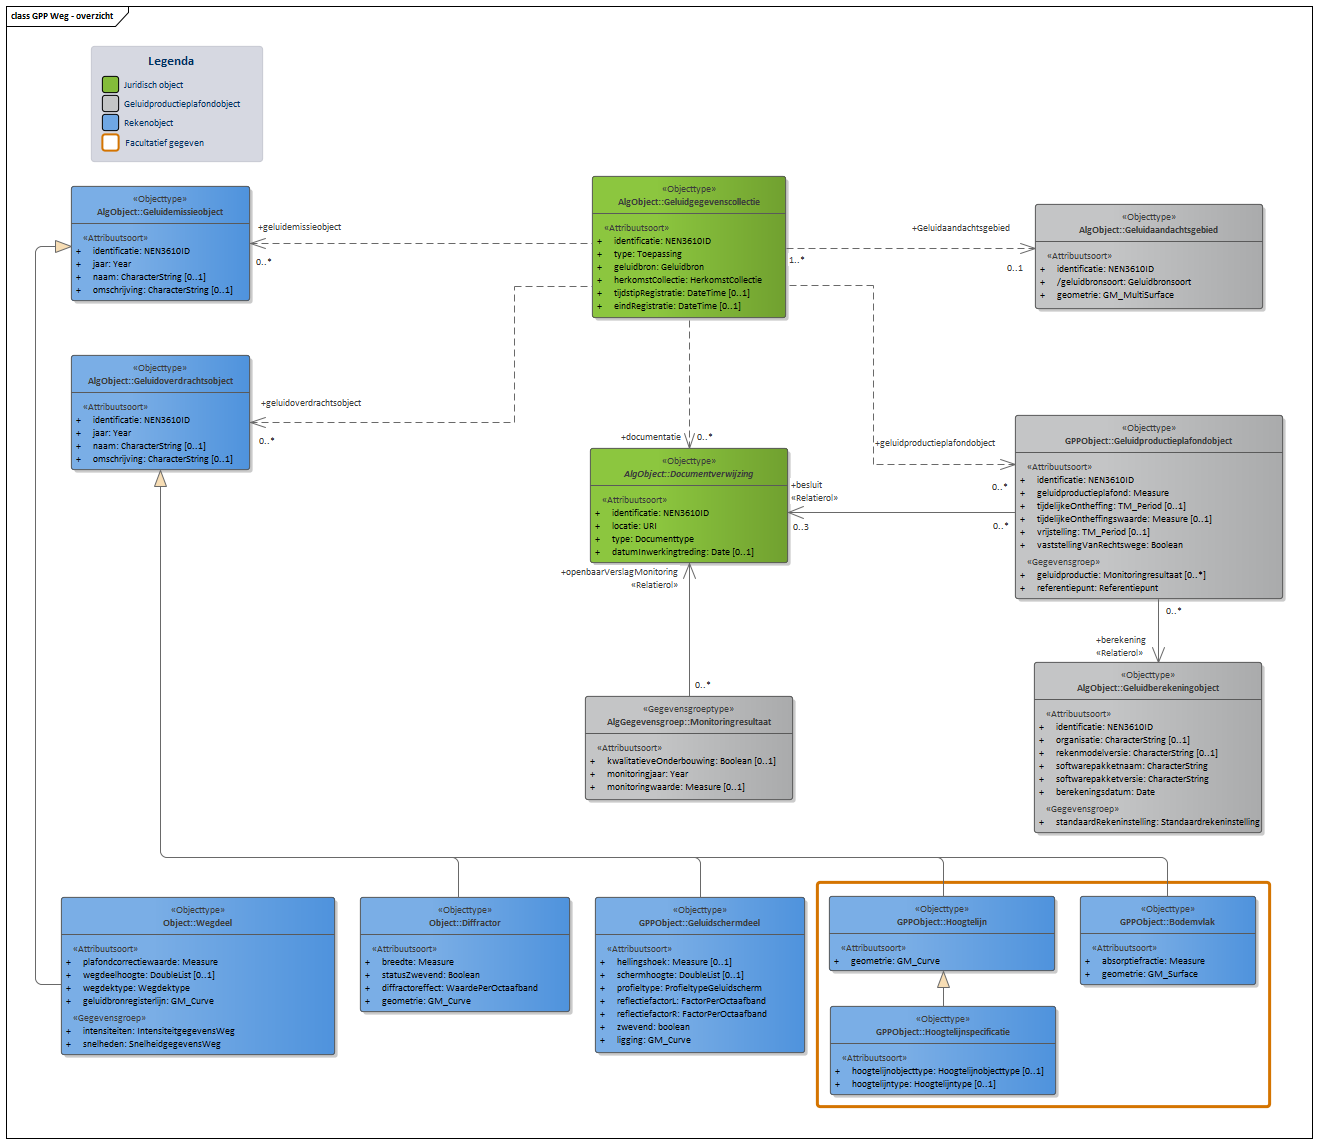 class GPP Weg - overzicht
Legenda
Juridisch object
Geluidproductieplafondobject
Rekenobject
Facultatief gegeven
«Objecttype»
AlgObject::Geluidemissieobject
«Attribuutsoort»
+ identificatie: NEN3610ID
+ jaar: Year
+ naam: CharacterString [0..1]
+ omschrijving: CharacterString [0..1]
+geluidemissieobject
0..*
«Objecttype»
AlgObject::Geluidgegevenscollectie
«Attribuutsoort»
+ identificatie: NEN3610ID
+ type: Toepassing
+ geluidbron: Geluidbron
+ herkomstCollectie: HerkomstCollectie
+ tijdstipRegistratie: DateTime [0..1]
+ eindRegistratie: DateTime [0..1]
+Geluidaandachtsgebied
1..*
0..1
«Objecttype»
AlgObject::Geluidaandachtsgebied
«Attribuutsoort»
+ identificatie: NEN3610ID
+ /geluidbronsoort: Geluidbronsoort
+ geometrie: GM_MultiSurface
«Objecttype»
AlgObject::Geluidoverdrachtsobject
«Attribuutsoort»
+ identificatie: NEN3610ID
+ jaar: Year
+ naam: CharacterString [0..1]
+ omschrijving: CharacterString [0..1]
+geluidoverdrachtsobject
0..*
+documentatie 0..*
«Objecttype»
AlgObject::Documentverwijzing
«Attribuutsoort»
+ identificatie: NEN3610ID
+ locatie: URI
+ type: Documenttype
+ datumInwerkingtreding: Date [0..1]
+geluidproductieplafondobject
0..*
+besluit
«Relatierol»
0..3
0..*
«Objecttype»
GPPObject::Geluidproductieplafondobject
«Attribuutsoort»
+ identificatie: NEN3610ID
+ geluidproductieplafond: Measure
+ tijdelijkeOntheffing: TM_Period [0..1]
+ tijdelijkeOntheffingswaarde: Measure [0..1]
+ vrijstelling: TM_Period [0..1]
+ vaststellingVanRechtswege: Boolean
«Gegevensgroep»
+ geluidproductie: Monitoringresultaat [0..*]
+ referentiepunt: Referentiepunt
+openbaarVerslagMonitoring
«Relatierol»
0..*
0..*
+berekening
«Relatierol»
«Gegevensgroeptype»
AlgGegevensgroep::Monitoringresultaat
«Attribuutsoort»
+ kwalitatieveOnderbouwing: Boolean [0..1]
+ monitoringjaar: Year
+ monitoringwaarde: Measure [0..1]
«Objecttype»
AlgObject::Geluidberekeningobject
«Attribuutsoort»
+ identificatie: NEN3610ID
+ organisatie: CharacterString [0..1]
+ rekenmodelversie: CharacterString [0..1]
+ softwarepakketnaam: CharacterString
+ softwarepakketversie: CharacterString
+ berekeningsdatum: Date
«Gegevensgroep»
+ standaardRekeninstelling: Standaardrekeninstelling
«Objecttype»
Object::Wegdeel
«Attribuutsoort»
+ plafondcorrectiewaarde: Measure
+ wegdeelhoogte: DoubleList [0..1]
+ wegdektype: Wegdektype
+ geluidbronregisterlijn: GM_Curve
«Gegevensgroep»
+ intensiteiten: IntensiteitgegevensWeg
+ snelheden: SnelheidgegevensWeg
«Objecttype»
Object::Diffractor
«Attribuutsoort»
+ breedte: Measure
+ statusZwevend: Boolean
+ diffractoreffect: WaardePerOctaafband
+ geometrie: GM_Curve
«Objecttype»
GPPObject::Geluidschermdeel
«Attribuutsoort»
+ hellingshoek: Measure [0..1]
+ schermhoogte: DoubleList [0..1]
+ profieltype: ProfieltypeGeluidscherm
+ reflectiefactorL: FactorPerOctaafband
+ reflectiefactorR: FactorPerOctaafband
+ zwevend: boolean
+ ligging: GM_Curve
«Objecttype»
GPPObject::Hoogtelijn
«Attribuutsoort»
+ geometrie: GM_Curve
«Objecttype»
GPPObject::Bodemvlak
«Attribuutsoort»
+ absorptiefractie: Measure
+ geometrie: GM_Surface
«Objecttype»
GPPObject::Hoogtelijnspecificatie
«Attribuutsoort»
+ hoogtelijnobjecttype: Hoogtelijnobjecttype [0..1]
+ hoogtelijntype: Hoogtelijntype [0..1]